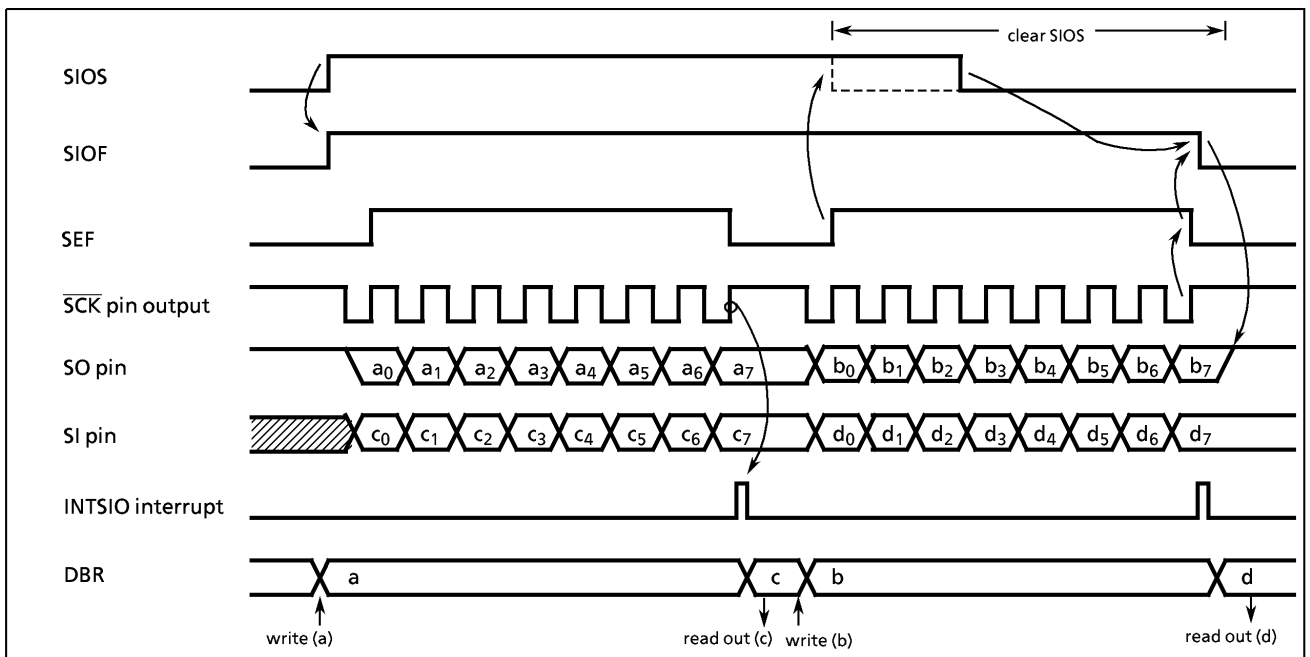 clear SIOS
SIOS
SIOF
SEF
SCK pin output
SO pin a0 a1 a2 a3 a4 a5 a6 a7 b0 b1 b2 b3 b4 b5 b6 b7
SI pin c0 c1 c2 c3 c4 c5 c6 c7 d0 d1 d2 d3 d4 d5 d6 d7
INTSIO interrupt
DBR a c b d
write (a) read out (c) write (b) read out (d)